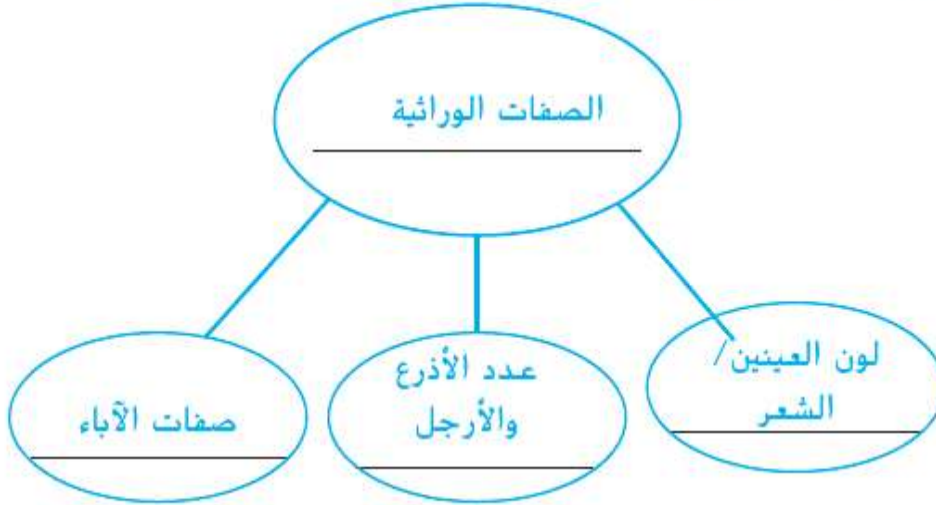 الصفات الوراثية
لون العينين/
الشعر
عدد الأذرع
والأرجل
صفات الآباء